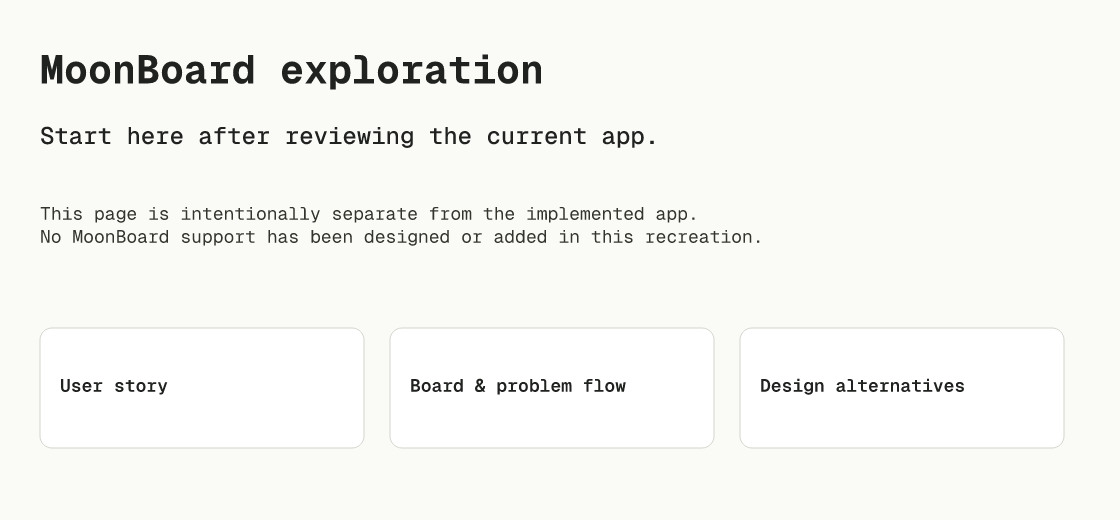 MoonBoard exploration
Start here after reviewing the current app.
This page is intentionally separate from the implemented app.
No MoonBoard support has been designed or added in this recreation.
User story
Board & problem flow
Design alternatives